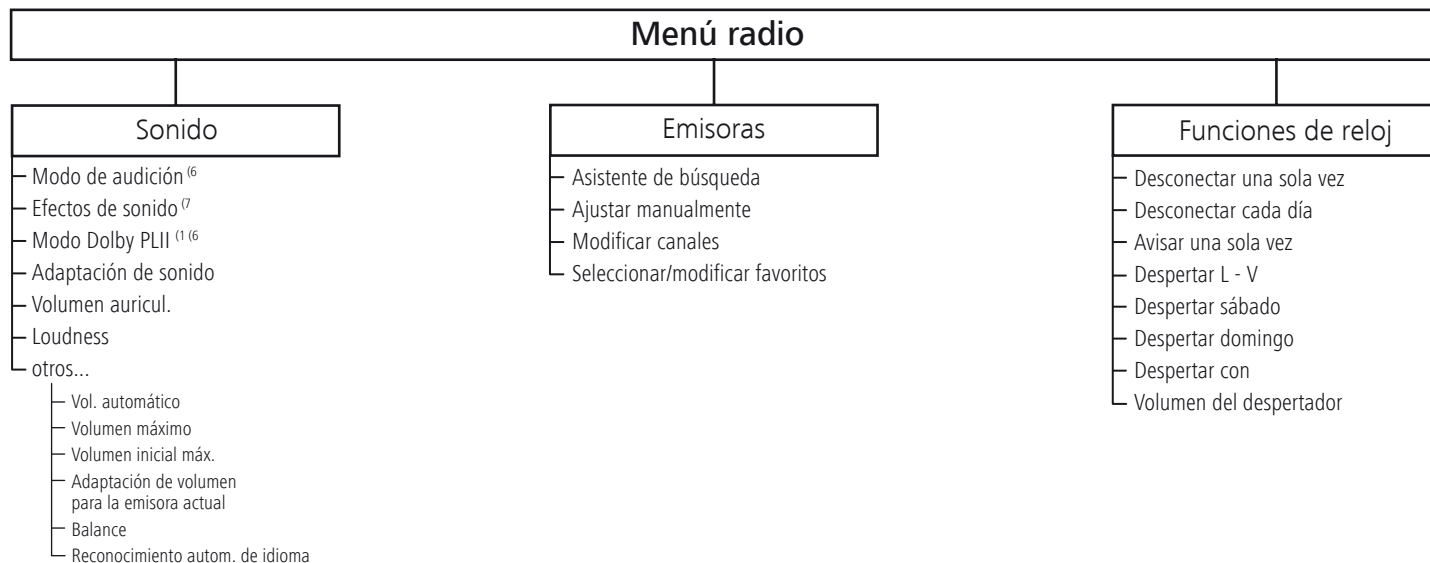 Menú radio
Sonido
Modo de audición (6
Efectos de sonido (7
Modo Dolby PLII (1 (6
Adaptación de sonido
Volumen auricul.
Loudness
otros...
Vol. automático
Volumen máximo
Volumen inicial máx.
Adaptación de volumen
para la emisora actual
Balance
Reconocimiento autom. de idioma
Emisoras
Asistente de búsqueda
Ajustar manualmente
Modificar canales
Seleccionar/modificar favoritos
Funciones de reloj
Desconectar una sola vez
Desconectar cada día
Avisar una sola vez
Despertar L - V
Despertar sábado
Despertar domingo
Despertar con
Volumen del despertador